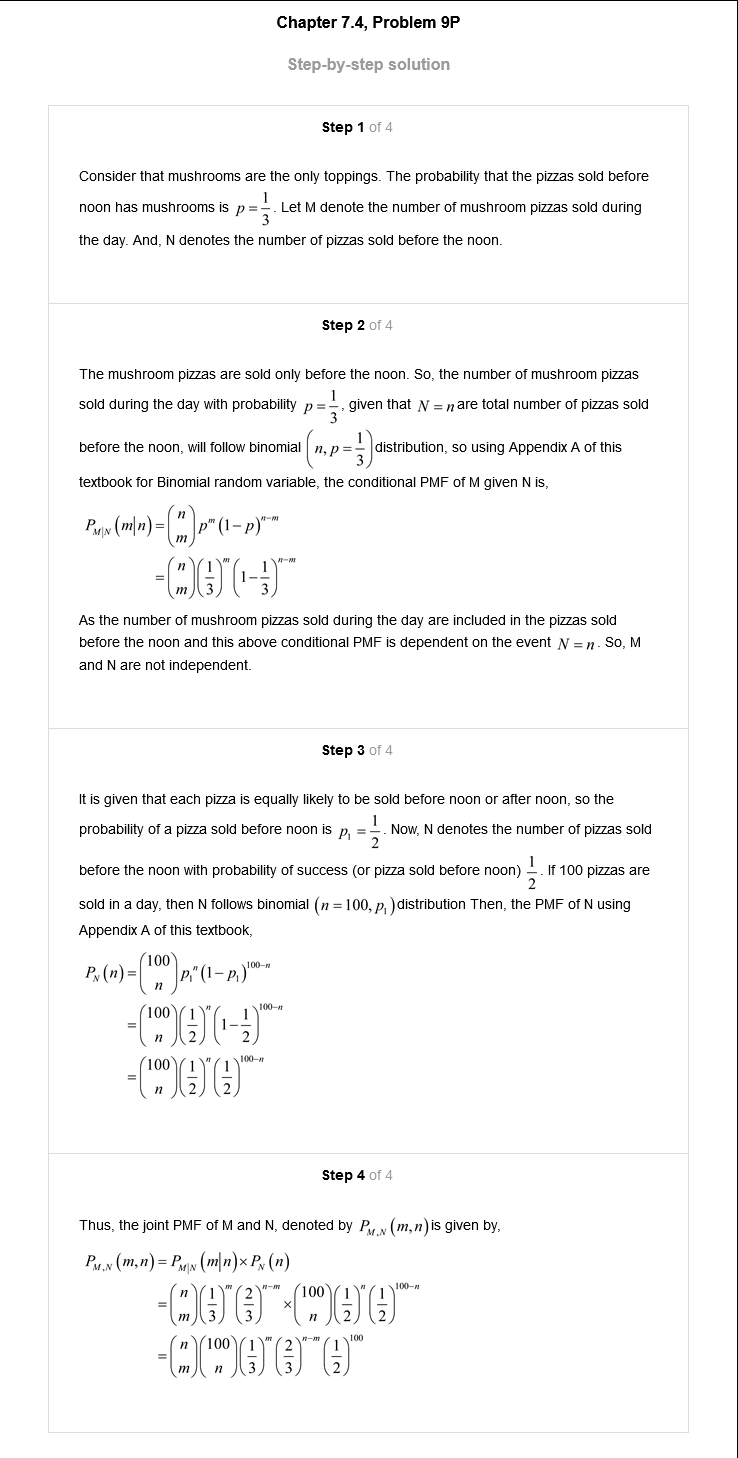 Chapter 7.4, Problem 9P
Step-by-step solution
Step 1 of 4
Consider that mushrooms are the only toppings. The probability that the pizzas sold before
noon has mushrooms is $p = \frac{1}{3}$. Let M denote the number of mushroom pizzas sold during
the day. And, N denotes the number of pizzas sold before the noon.
Step 2 of 4
The mushroom pizzas are sold only before the noon. So, the number of mushroom pizzas
sold during the day with probability $p = \frac{1}{3}$, given that $N = n$ are total number of pizzas sold
before the noon, will follow binomial $\left(n, p = \frac{1}{3}\right)$ distribution, so using Appendix A of this
textbook for Binomial random variable, the conditional PMF of M given N is,
$P_{M|N}(m|n) = \binom{n}{m} p^m (1-p)^{n-m}$
$= \binom{n}{m} \left(\frac{1}{3}\right)^m \left(1-\frac{1}{3}\right)^{n-m}$
As the number of mushroom pizzas sold during the day are included in the pizzas sold
before the noon and this above conditional PMF is dependent on the event $N = n$. So, M
and N are not independent.
Step 3 of 4
It is given that each pizza is equally likely to be sold before noon or after noon, so the
probability of a pizza sold before noon is $p_1 = \frac{1}{2}$. Now, N denotes the number of pizzas sold
before the noon with probability of success (or pizza sold before noon) $\frac{1}{2}$. If 100 pizzas are
sold in a day, then N follows binomial $(n = 100, p_1)$ distribution Then, the PMF of N using
Appendix A of this textbook,
$P_N(n) = \binom{100}{n} p_1^n (1-p_1)^{100-n}$
$= \binom{100}{n} \left(\frac{1}{2}\right)^n \left(1-\frac{1}{2}\right)^{100-n}$
$= \binom{100}{n} \left(\frac{1}{2}\right)^n \left(\frac{1}{2}\right)^{100-n}$
Step 4 of 4
Thus, the joint PMF of M and N, denoted by $P_{M,N}(m,n)$ is given by,
$P_{M,N}(m,n) = P_{M|N}(m|n) \times P_N(n)$
$= \binom{n}{m} \left(\frac{1}{3}\right)^m \left(\frac{2}{3}\right)^{n-m} \times \binom{100}{n} \left(\frac{1}{2}\right)^n \left(\frac{1}{2}\right)^{100-n}$
$= \binom{n}{m} \binom{100}{n} \left(\frac{1}{3}\right)^m \left(\frac{2}{3}\right)^{n-m} \left(\frac{1}{2}\right)^{100}$